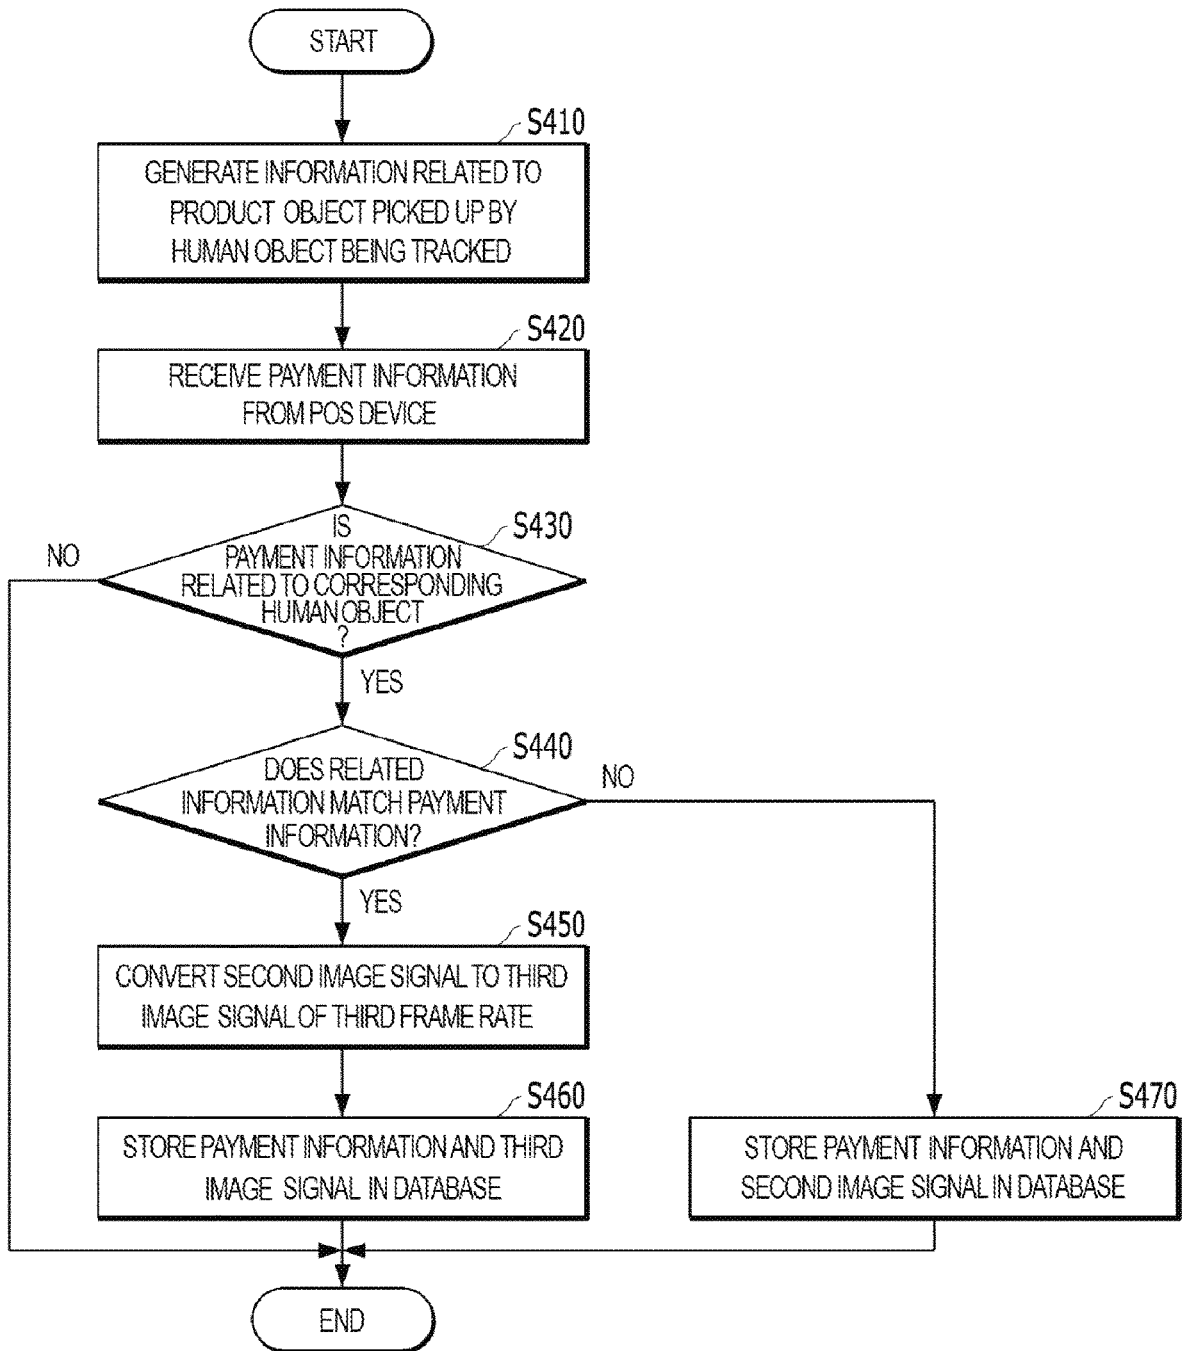 START
S410
GENERATE INFORMATION RELATED TO
PRODUCT OBJECT PICKED UP BY
HUMAN OBJECT BEING TRACKED
S420
RECEIVE PAYMENT INFORMATION
FROM POS DEVICE
S430
IS
PAYMENT INFORMATION
RELATED TO CORRESPONDING
HUMAN OBJECT
?
NO
YES
S440
DOES RELATED
INFORMATION MATCH PAYMENT
INFORMATION?
NO
YES
S450
CONVERT SECOND IMAGE SIGNAL TO THIRD
IMAGE SIGNAL OF THIRD FRAME RATE
S460
STORE PAYMENT INFORMATION AND THIRD
IMAGE SIGNAL IN DATABASE
S470
STORE PAYMENT INFORMATION AND
SECOND IMAGE SIGNAL IN DATABASE
END